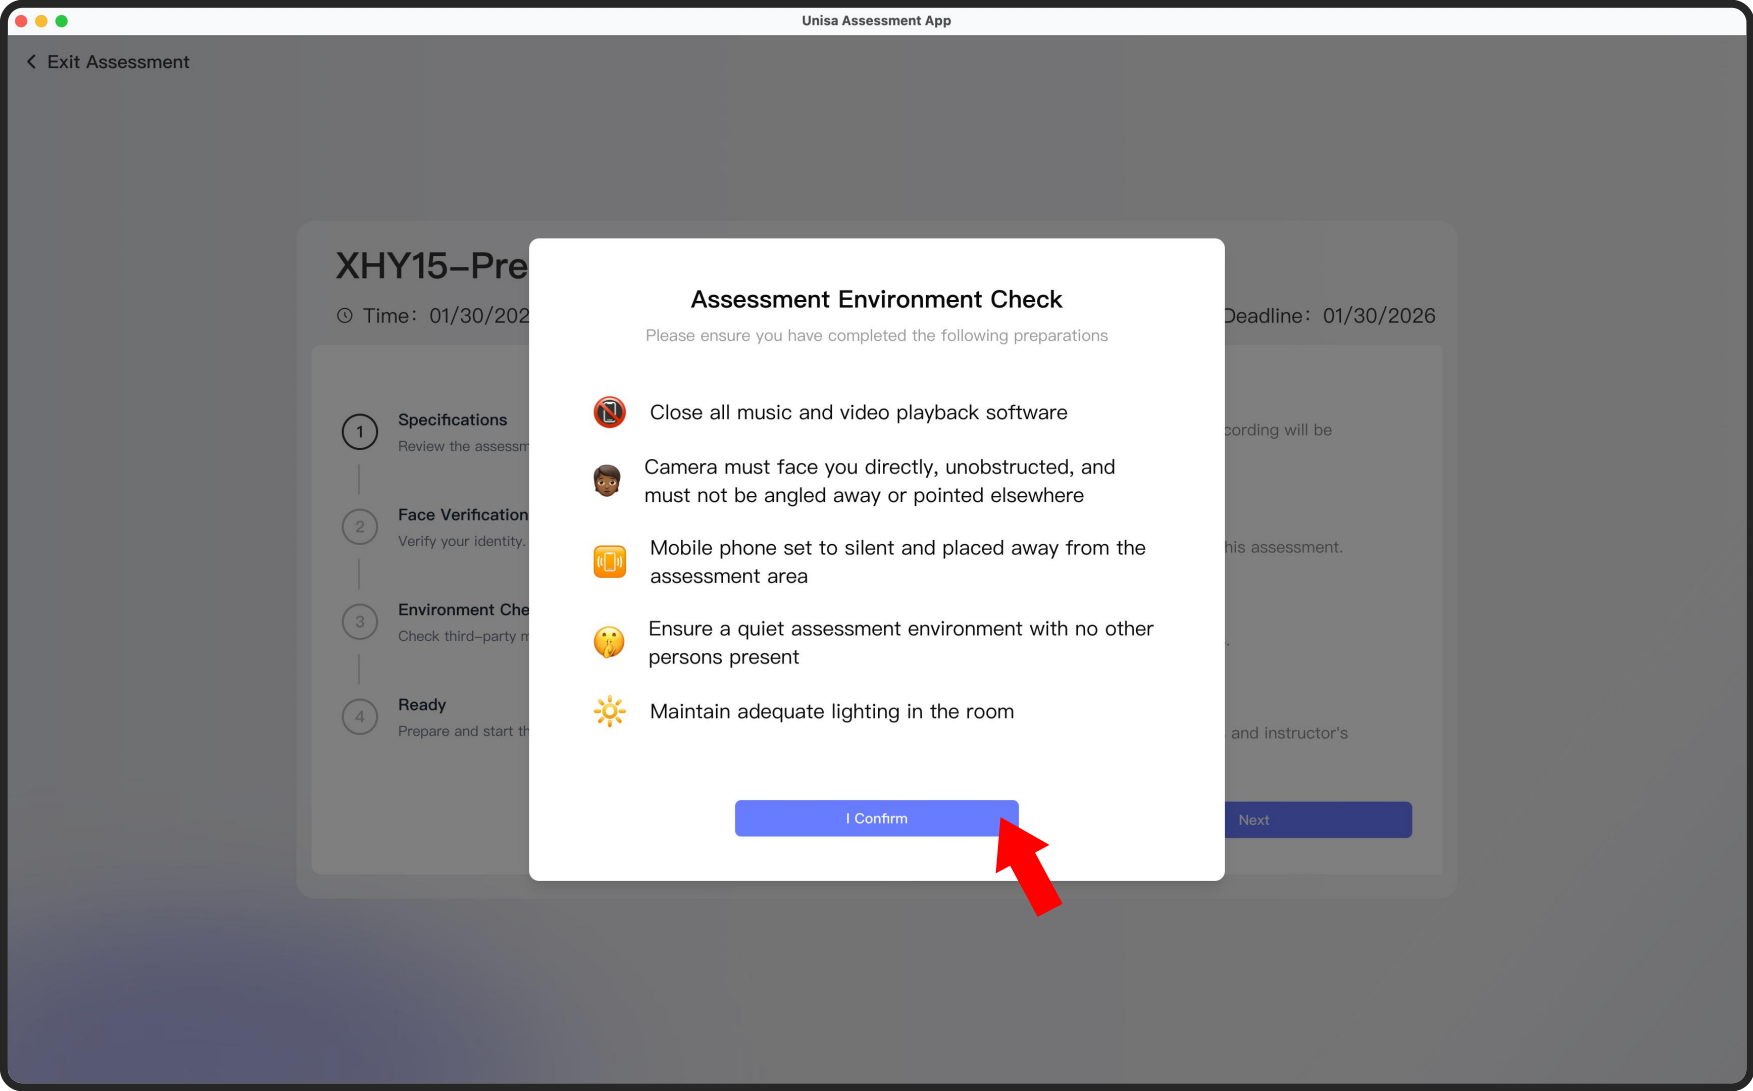 Unisa Assessment App
Exit Assessment
XHY15-Pre
Time: 01/30/202
Deadline: 01/30/2026
1
Specifications
Review the assessm
2
Face Verification
Verify your identity.
3
Environment Che
Check third-party m
4
Ready
Prepare and start th
Assessment Environment Check
Please ensure you have completed the following preparations
Close all music and video playback software
Camera must face you directly, unobstructed, and
must not be angled away or pointed elsewhere
Mobile phone set to silent and placed away from the
assessment area
Ensure a quiet assessment environment with no other
persons present
Maintain adequate lighting in the room
I Confirm
cording will be
his assessment.
and instructor's
Next